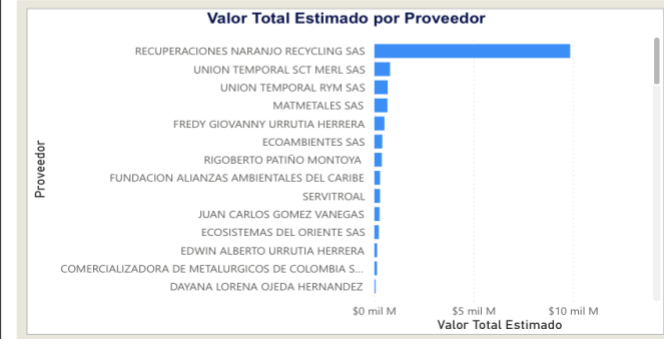 Valor Total Estimado por Proveedor
RECUPERACIONES NARANJO RECYCLING SAS
UNION TEMPORAL SCT MERL SAS
UNION TEMPORAL RYM SAS
MATMETALES SAS
FREDY GIOVANNY URRUTIA HERRERA
ECOAMBIENTES SAS
RIGOBERTO PATIÑO MONTOYA
FUNDACION ALIANZAS AMBIENTALES DEL CARIBE
SERVITROAL
JUAN CARLOS GOMEZ VANEGAS
ECOSISTEMAS DEL ORIENTE SAS
EDWIN ALBERTO URRUTIA HERRERA
COMERCIALIZADORA DE METALURGICOS DE COLOMBIA S...
DAYANA LORENA OJEDA HERNANDEZ
Proveedor
$0 mil M $5 mil M $10 mil M
Valor Total Estimado